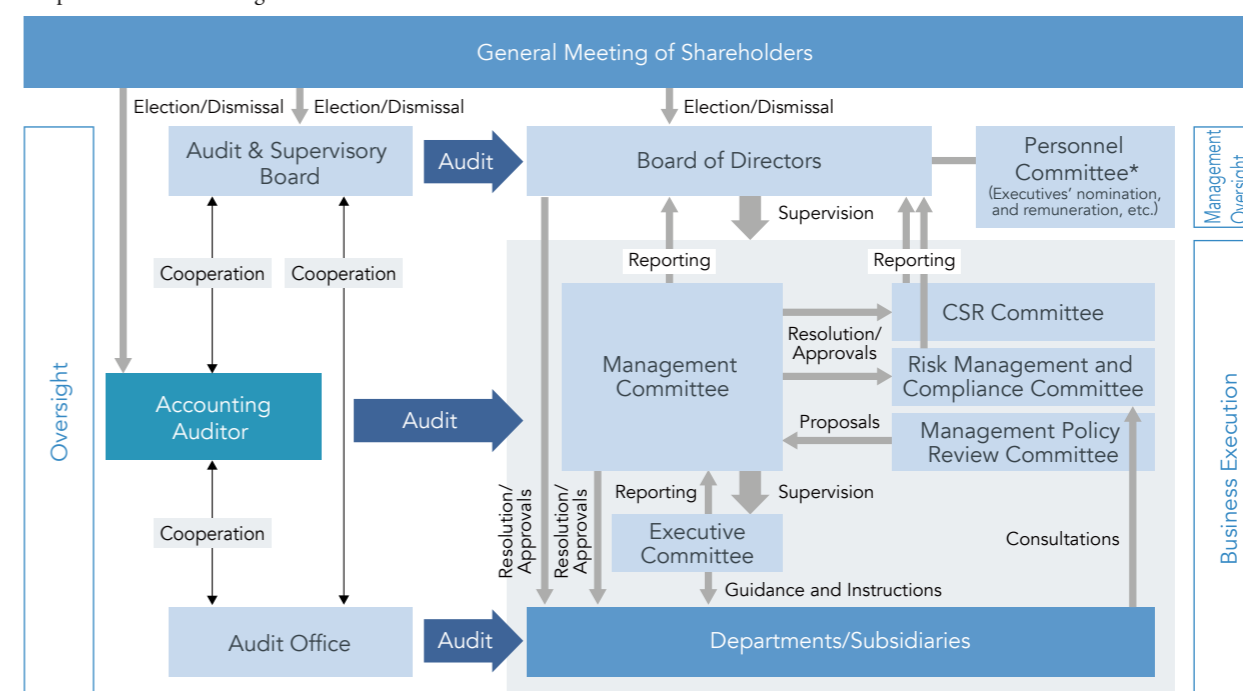 General Meeting of Shareholders
Election/Dismissal
Election/Dismissal
Election/Dismissal
Oversight
Audit & Supervisory
Board
Audit
Board of Directors
Personnel
Committee*
(Executives' nomination,
and remuneration, etc.)
Management
Oversight
Supervision
Cooperation
Cooperation
Reporting
Reporting
CSR Committee
Resolution/
Approvals
Management
Committee
Risk Management and
Compliance Committee
Accounting
Auditor
Audit
Proposals
Management Policy
Review Committee
Business Execution
Resolution/
Approvals
Resolution/
Approvals
Reporting
Supervision
Cooperation
Executive
Committee
Consultations
Guidance and Instructions
Audit Office
Audit
Departments/Subsidiaries